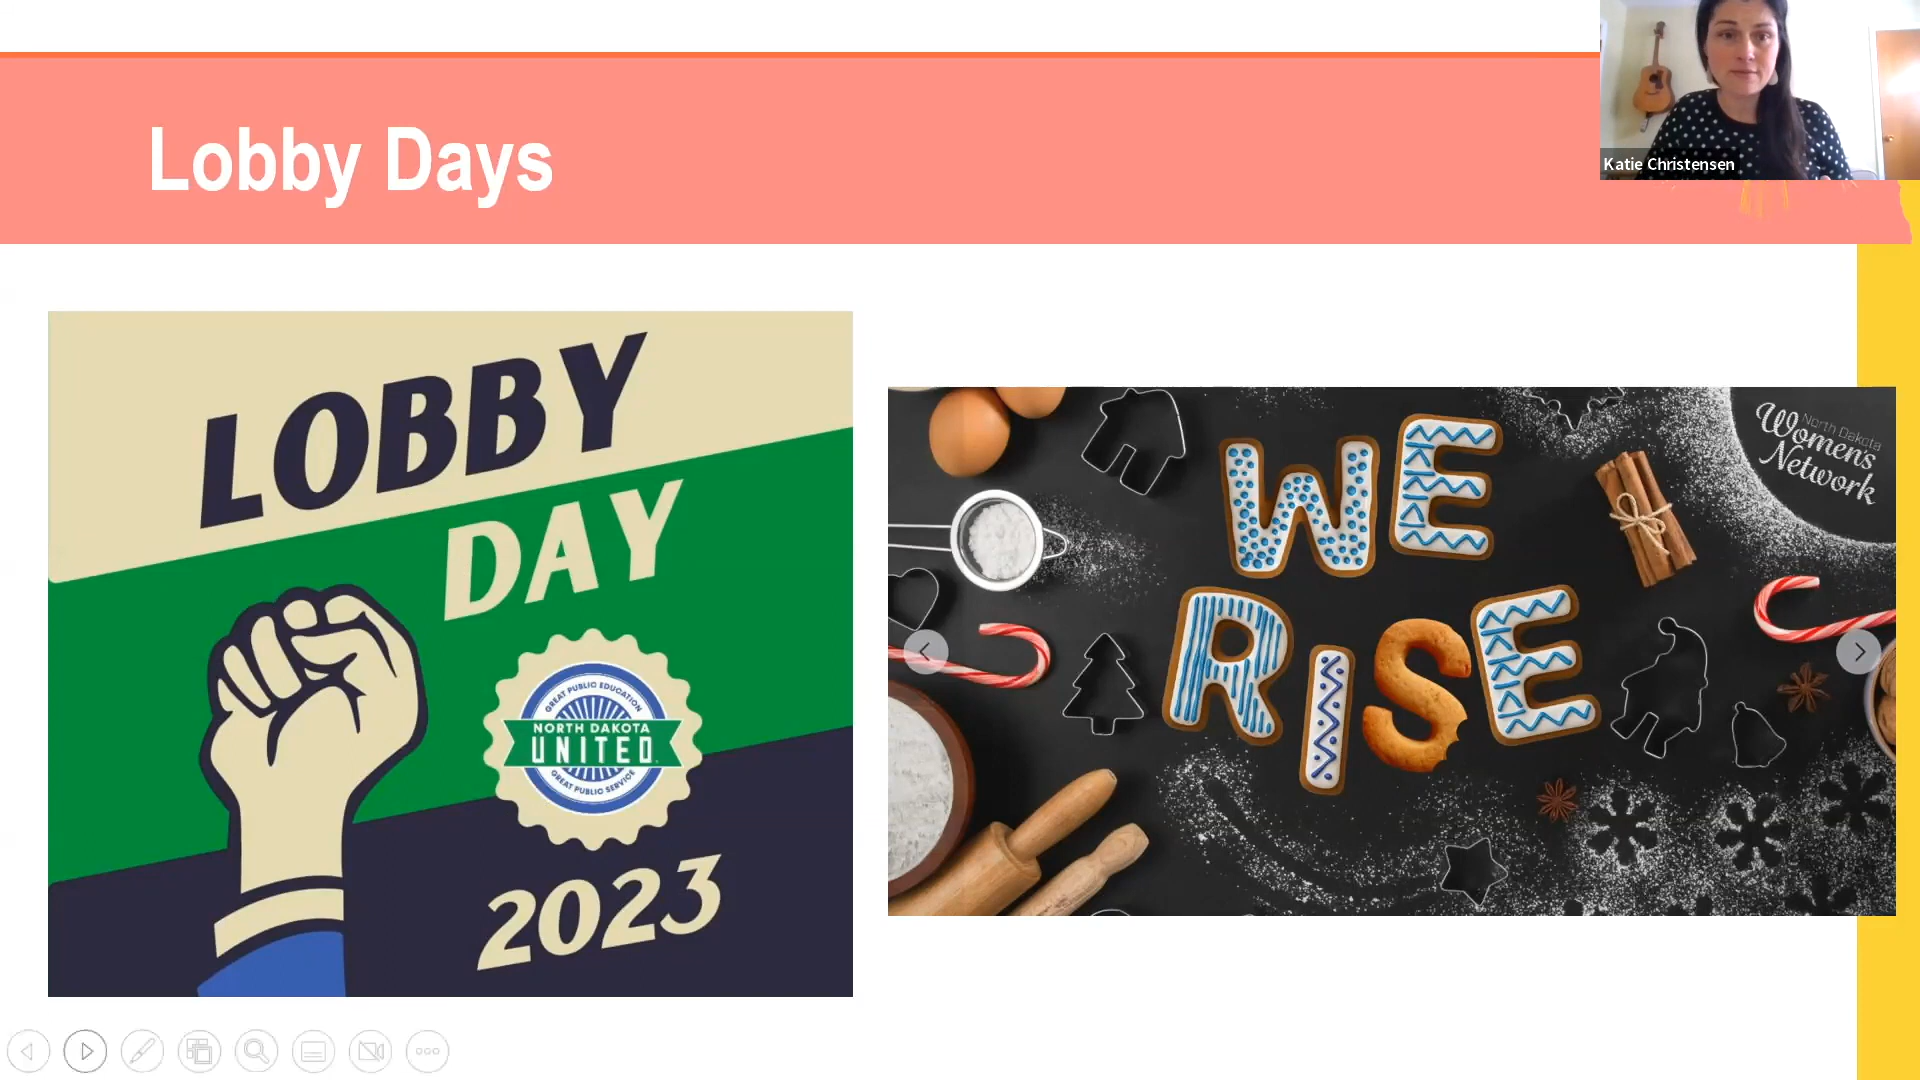 Katie Christensen
Lobby Days
LOBBY
DAY
GREAT PUBLIC EDUCATION
NORTH DAKOTA
UNITED
GREAT PUBLIC SERVICE
2023
WE
RISE
North Dakota
Women's
Network